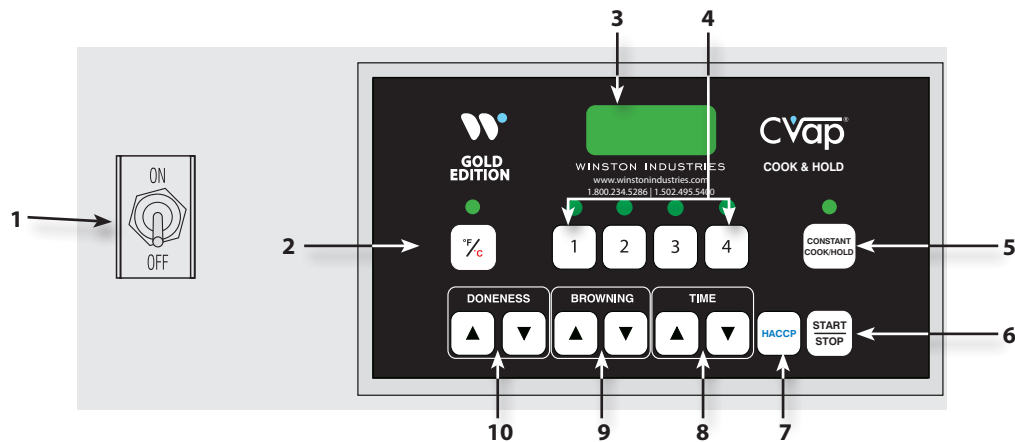 3
4
1
ON
OFF
GOLD
EDITION
WINSTON INDUSTRIES
www.winstonindustries.com
1.800.234.5286 | 1.502.495.5400
CVap®
COOK & HOLD
2
°F/°C
1
2
3
4
CONSTANT
COOK/HOLD
5
DONENESS
BROWNING
TIME
▲ ▼
▲ ▼
▲ ▼
HACCP
START
STOP
6
10
9
8
7